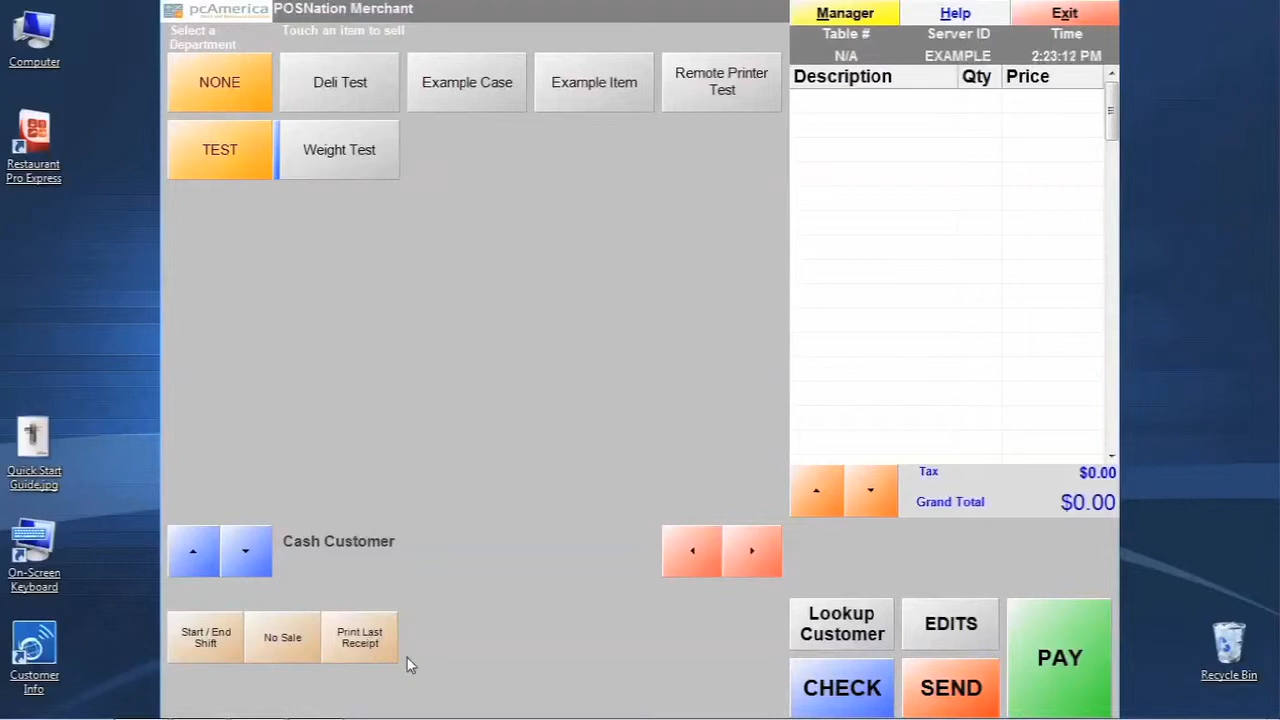 Computer
Restaurant
Pro Express
Quick Start
Guide.jpg
On-Screen
Keyboard
Customer
Info
pcAmerica
POSNation Merchant
Select a
Department
Touch an item to sell
NONE
Deli Test
Example Case
Example Item
Remote Printer
Test
TEST
Weight Test
Cash Customer
Start / End
Shift
No Sale
Print Last
Receipt
Manager
Help
Exit
Table #
Server ID
Time
N/A
EXAMPLE
2:23:12 PM
Description
Qty
Price
Tax
$0.00
Grand Total
$0.00
Lookup
Customer
EDITS
PAY
CHECK
SEND
Recycle Bin